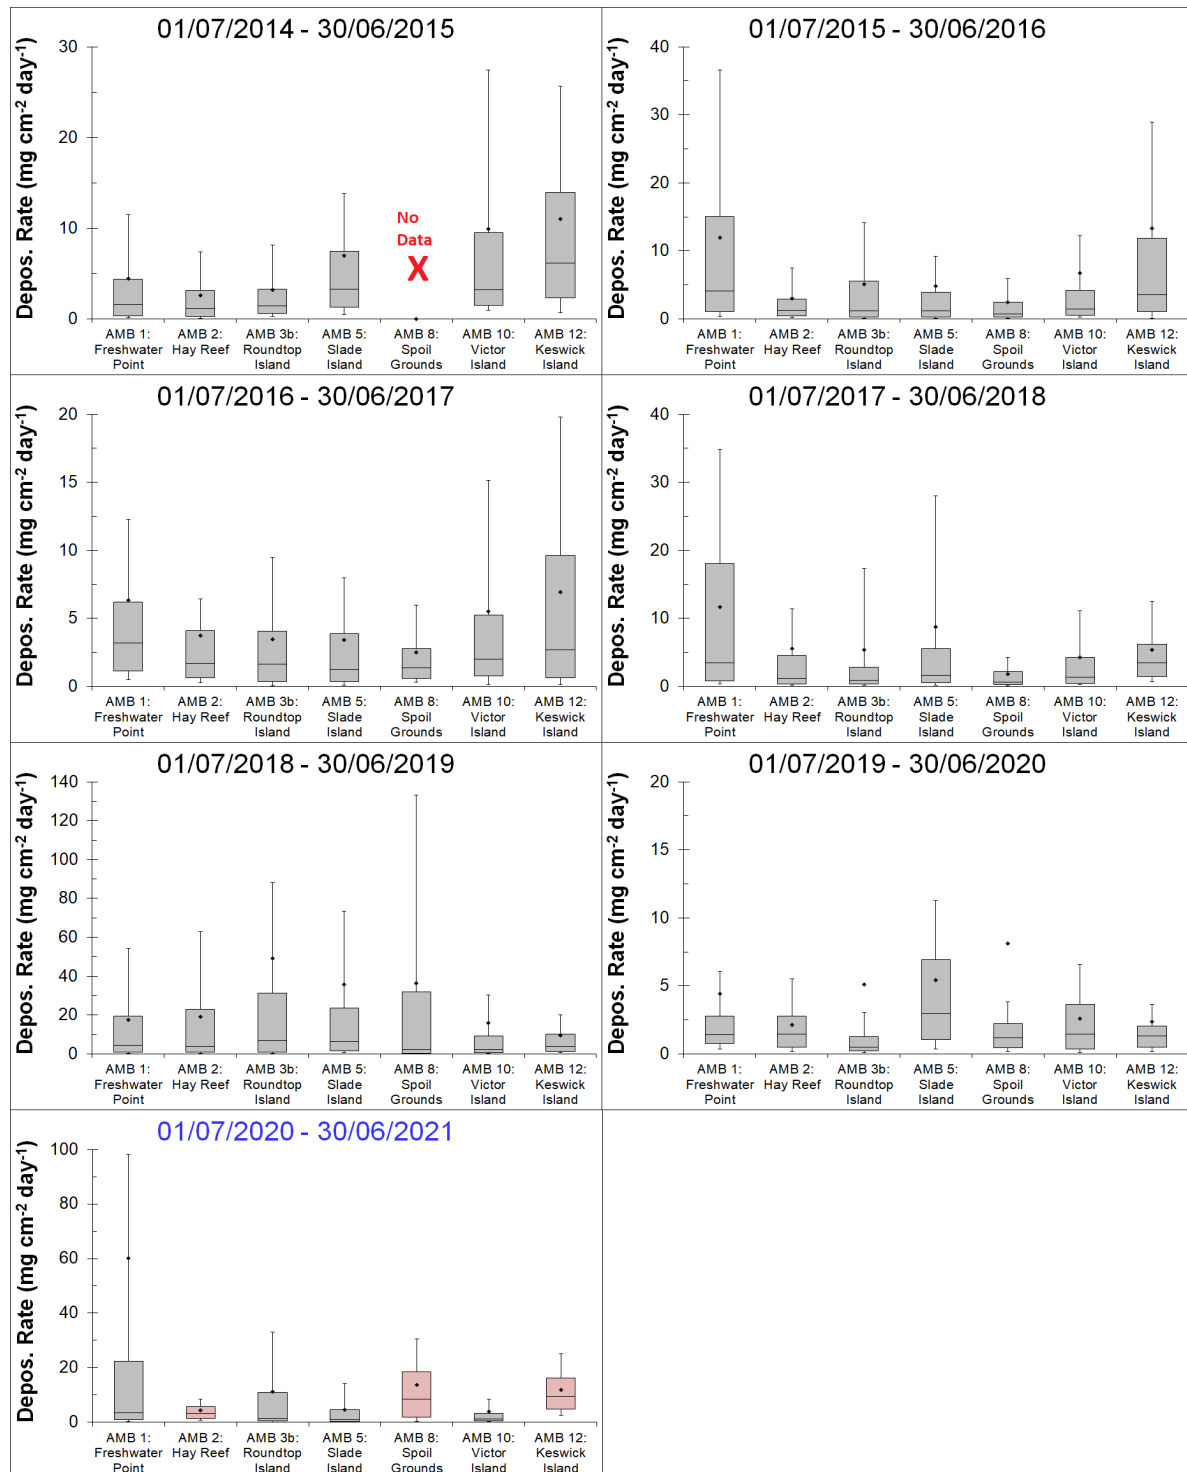 01/07/2014 - 30/06/2015
Depos. Rate (mg cm-2 day-1)
30
20
10
0
No
Data
X
AMB 1: AMB 2: AMB 3b: AMB 5: AMB 8: AMB 10: AMB 12:
Freshwater Hay Reef Roundtop Slade Spoil Victor Keswick
Point Island Island Grounds Island Island
01/07/2015 - 30/06/2016
Depos. Rate (mg cm-2 day-1)
40
30
20
10
0
AMB 1: AMB 2: AMB 3b: AMB 5: AMB 8: AMB 10: AMB 12:
Freshwater Hay Reef Roundtop Slade Spoil Victor Keswick
Point Island Island Grounds Island Island
01/07/2016 - 30/06/2017
Depos. Rate (mg cm-2 day-1)
20
15
10
5
0
AMB 1: AMB 2: AMB 3b: AMB 5: AMB 8: AMB 10: AMB 12:
Freshwater Hay Reef Roundtop Slade Spoil Victor Keswick
Point Island Island Grounds Island Island
01/07/2017 - 30/06/2018
Depos. Rate (mg cm-2 day-1)
40
30
20
10
0
AMB 1: AMB 2: AMB 3b: AMB 5: AMB 8: AMB 10: AMB 12:
Freshwater Hay Reef Roundtop Slade Spoil Victor Keswick
Point Island Island Grounds Island Island
01/07/2018 - 30/06/2019
Depos. Rate (mg cm-2 day-1)
140
120
100
80
60
40
20
0
AMB 1: AMB 2: AMB 3b: AMB 5: AMB 8: AMB 10: AMB 12:
Freshwater Hay Reef Roundtop Slade Spoil Victor Keswick
Point Island Island Grounds Island Island
01/07/2019 - 30/06/2020
Depos. Rate (mg cm-2 day-1)
20
15
10
5
0
AMB 1: AMB 2: AMB 3b: AMB 5: AMB 8: AMB 10: AMB 12:
Freshwater Hay Reef Roundtop Slade Spoil Victor Keswick
Point Island Island Grounds Island Island
01/07/2020 - 30/06/2021
Depos. Rate (mg cm-2 day-1)
100
80
60
40
20
0
AMB 1: AMB 2: AMB 3b: AMB 5: AMB 8: AMB 10: AMB 12:
Freshwater Hay Reef Roundtop Slade Spoil Victor Keswick
Point Island Island Grounds Island Island